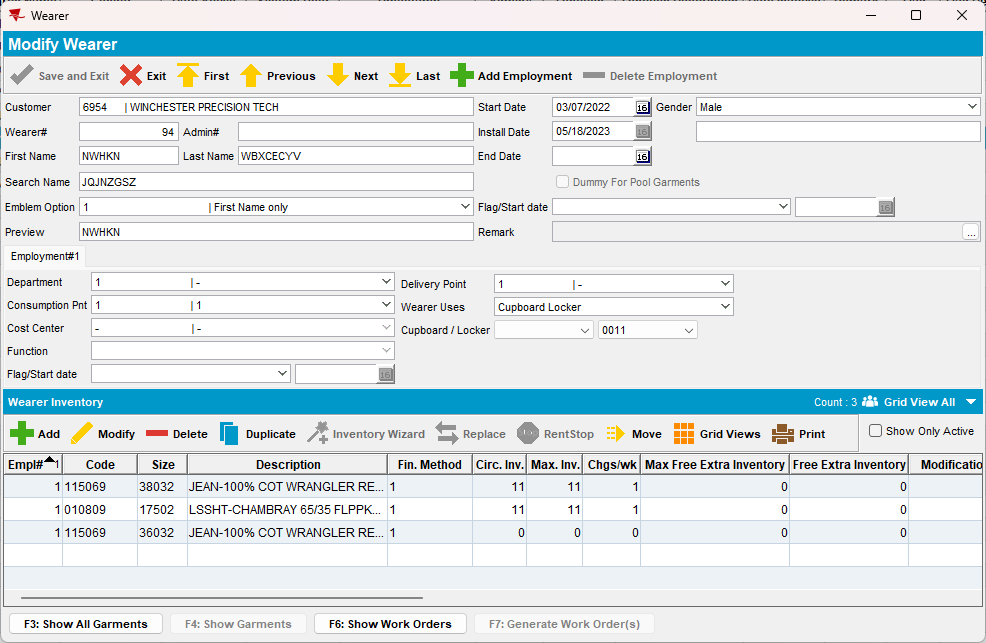 Wearer
Modify Wearer
Save and Exit Exit First Previous Next Last Add Employment Delete Employment
Customer 6954 | WINCHESTER PRECISION TECH Start Date 03/07/2022 16 Gender Male
Wearer# 94 Admin# Install Date 05/18/2023 16
First Name NWHKN Last Name WBXCECYV End Date 16
Search Name JQJNZGSZ Dummy For Pool Garments
Emblem Option 1 | First Name only Flag/Start date 16
Preview NWHKN Remark ...
Employment#1
Department 1 | - Delivery Point 1 | -
Consumption Pnt 1 | 1 Wearer Uses Cupboard Locker
Cost Center - | - Cupboard / Locker 0011
Function
Flag/Start date 16
Wearer Inventory Count : 3 Grid View All
Add Modify Delete Duplicate Inventory Wizard Replace RentStop Move Grid Views Print Show Only Active
Empl# 1 Code Size Description Fin. Method Circ. Inv. Max. Inv. Chgs/wk Max Free Extra Inventory Free Extra Inventory Modificatio
1 115069 38032 JEAN-100% COT WRANGLER RE... 1 11 11 1 0 0
1 010809 17502 LSSHT-CHAMBRAY 65/35 FLPPK... 1 11 11 1 0 0
1 115069 36032 JEAN-100% COT WRANGLER RE... 1 0 0 0 0 0
F3: Show All Garments F4: Show Garments F6: Show Work Orders F7: Generate Work Order(s)